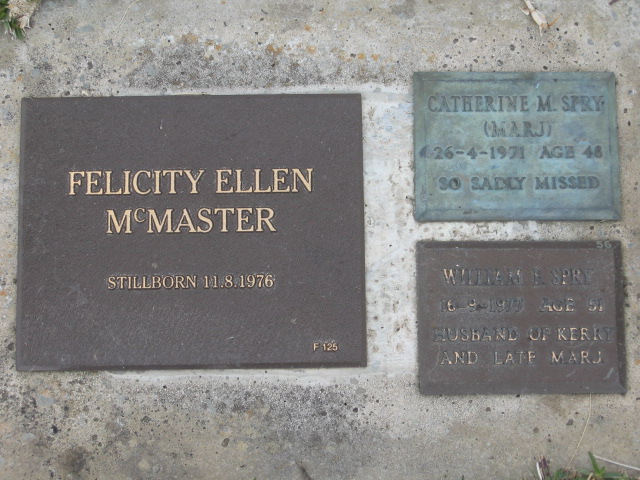 FELICITY ELLEN
McMASTER
STILLBORN 11.8.1976
F 125
CATHERINE M. SPRY
(MARJ)
26-4-1971 AGE 48
SO SADLY MISSED
56
WILLIAM SPRY
AGE 51
HUSBAND OF KERRY
AND LATE MARJ